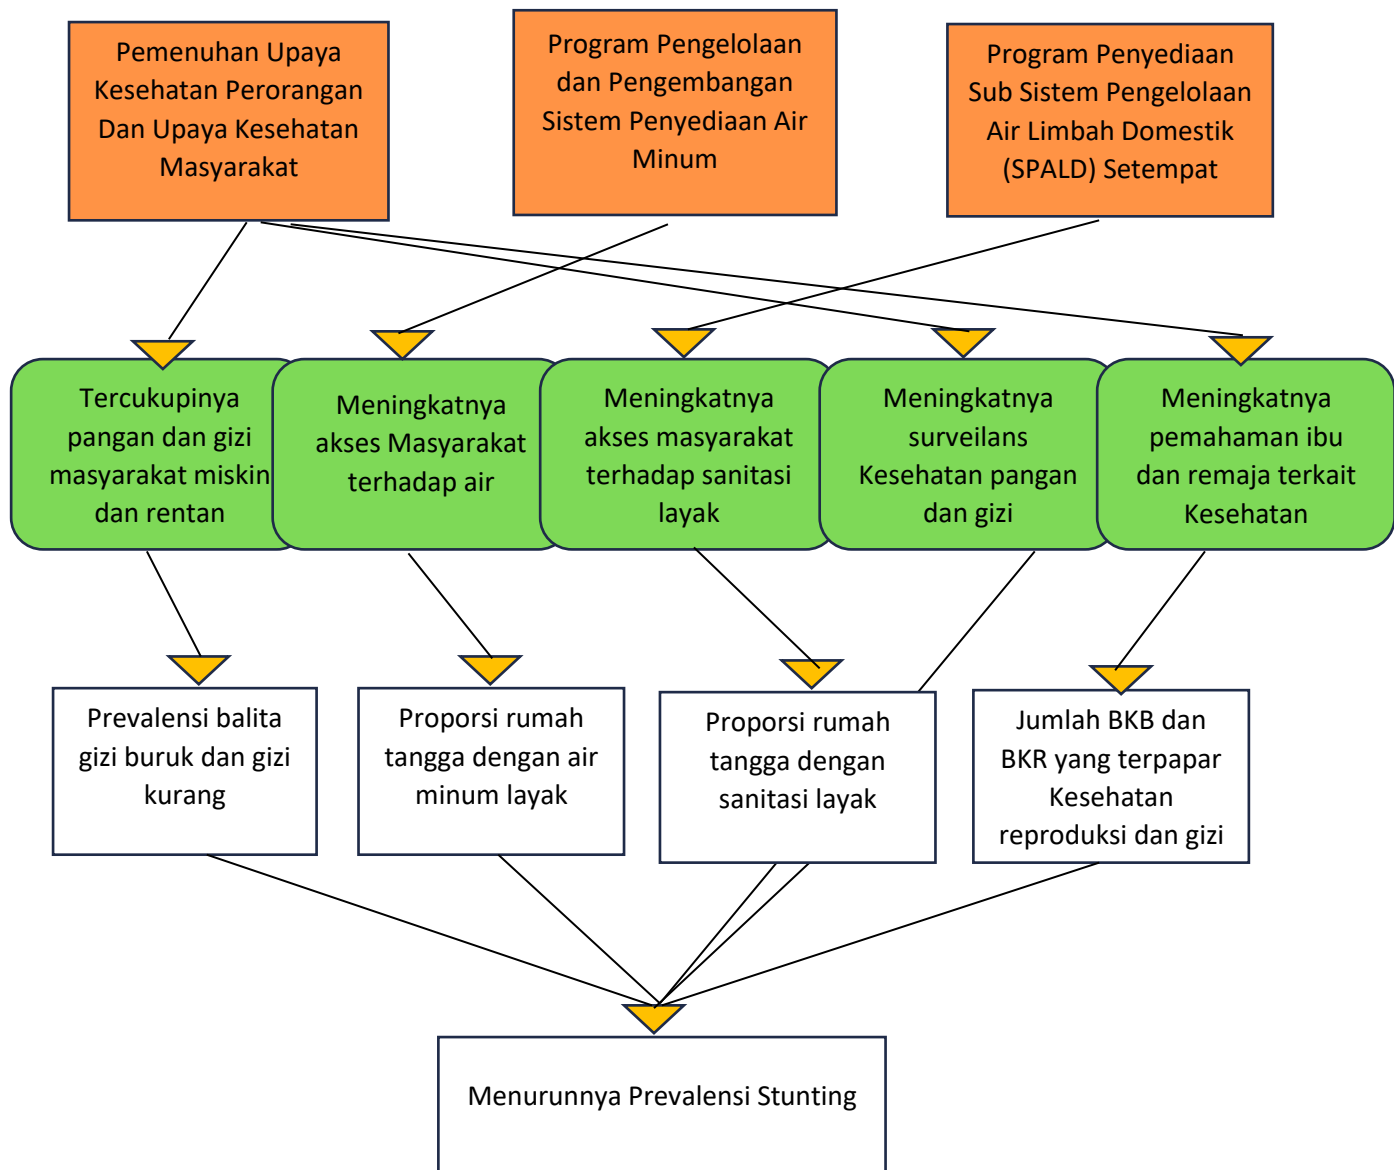 Pemenuhan Upaya
Kesehatan Perorangan
Dan Upaya Kesehatan
Masyarakat
Program Pengelolaan
dan Pengembangan
Sistem Penyediaan Air
Minum
Program Penyediaan
Sub Sistem Pengelolaan
Air Limbah Domestik
(SPALD) Setempat
Tercukupinya
pangan dan gizi
masyarakat miskin
dan rentan
Meningkatnya
akses Masyarakat
terhadap air
Meningkatnya
akses masyarakat
terhadap sanitasi
layak
Meningkatnya
surveilans
Kesehatan pangan
dan gizi
Meningkatnya
pemahaman ibu
dan remaja terkait
Kesehatan
Prevalensi balita
gizi buruk dan gizi
kurang
Proporsi rumah
tangga dengan air
minum layak
Proporsi rumah
tangga dengan
sanitasi layak
Jumlah BKB dan
BKR yang terpapar
Kesehatan
reproduksi dan gizi
Menurunnya Prevalensi Stunting